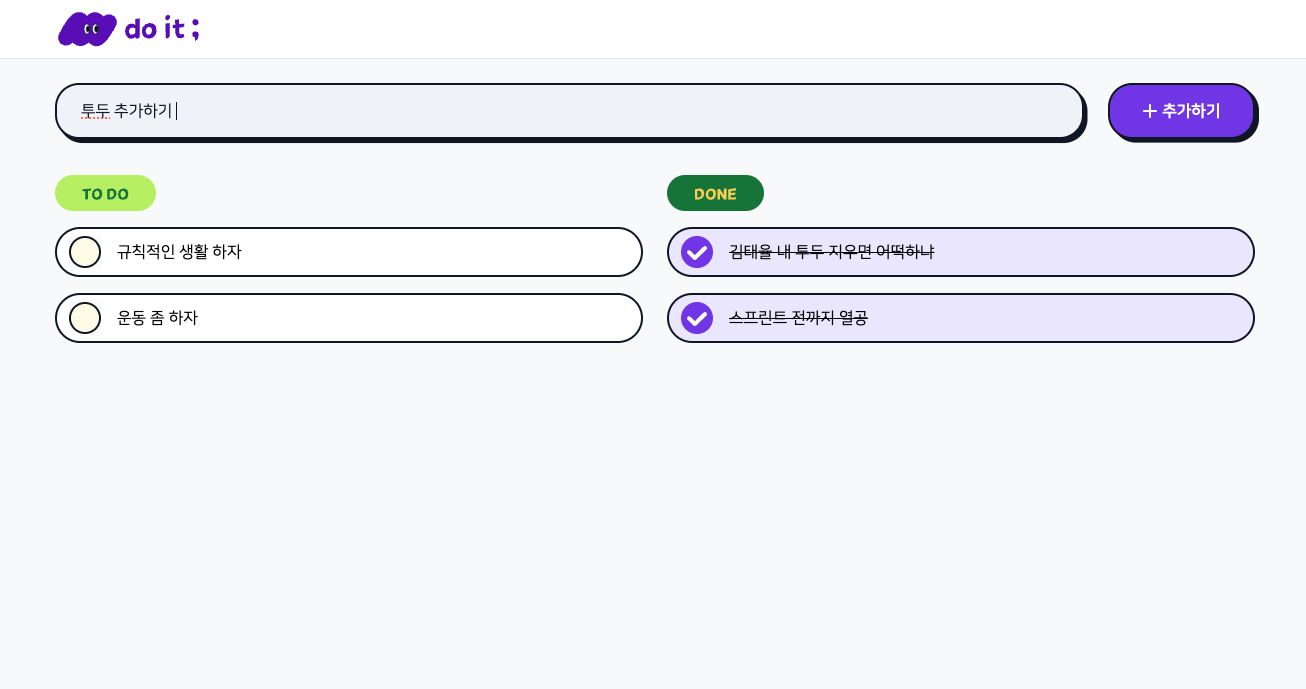 do it ;
투두 추가하기
+ 추가하기
TO DO
규칙적인 생활 하자
운동 좀 하자
DONE
김태율 내 투두 지우면 어떡하냐
스프린트 전까지 열공